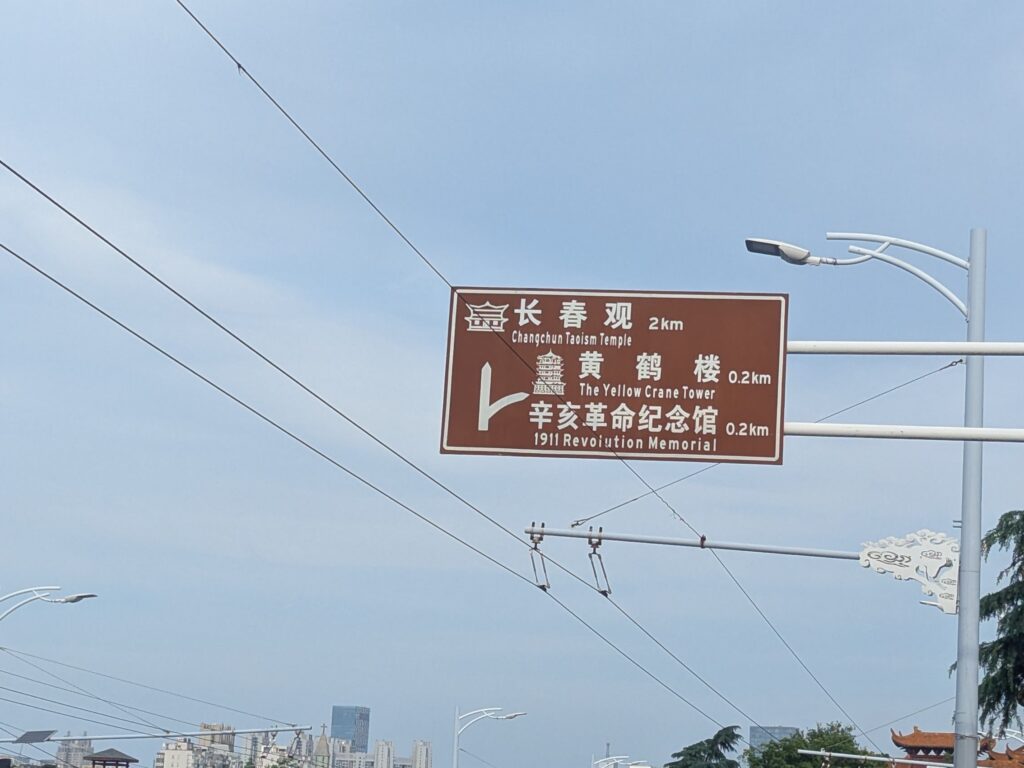 长春观 2km
Changchun Taoism Temple
黄鹤楼 0.2km
The Yellow Crane Tower
辛亥革命纪念馆 0.2km
1911 Revolution Memorial